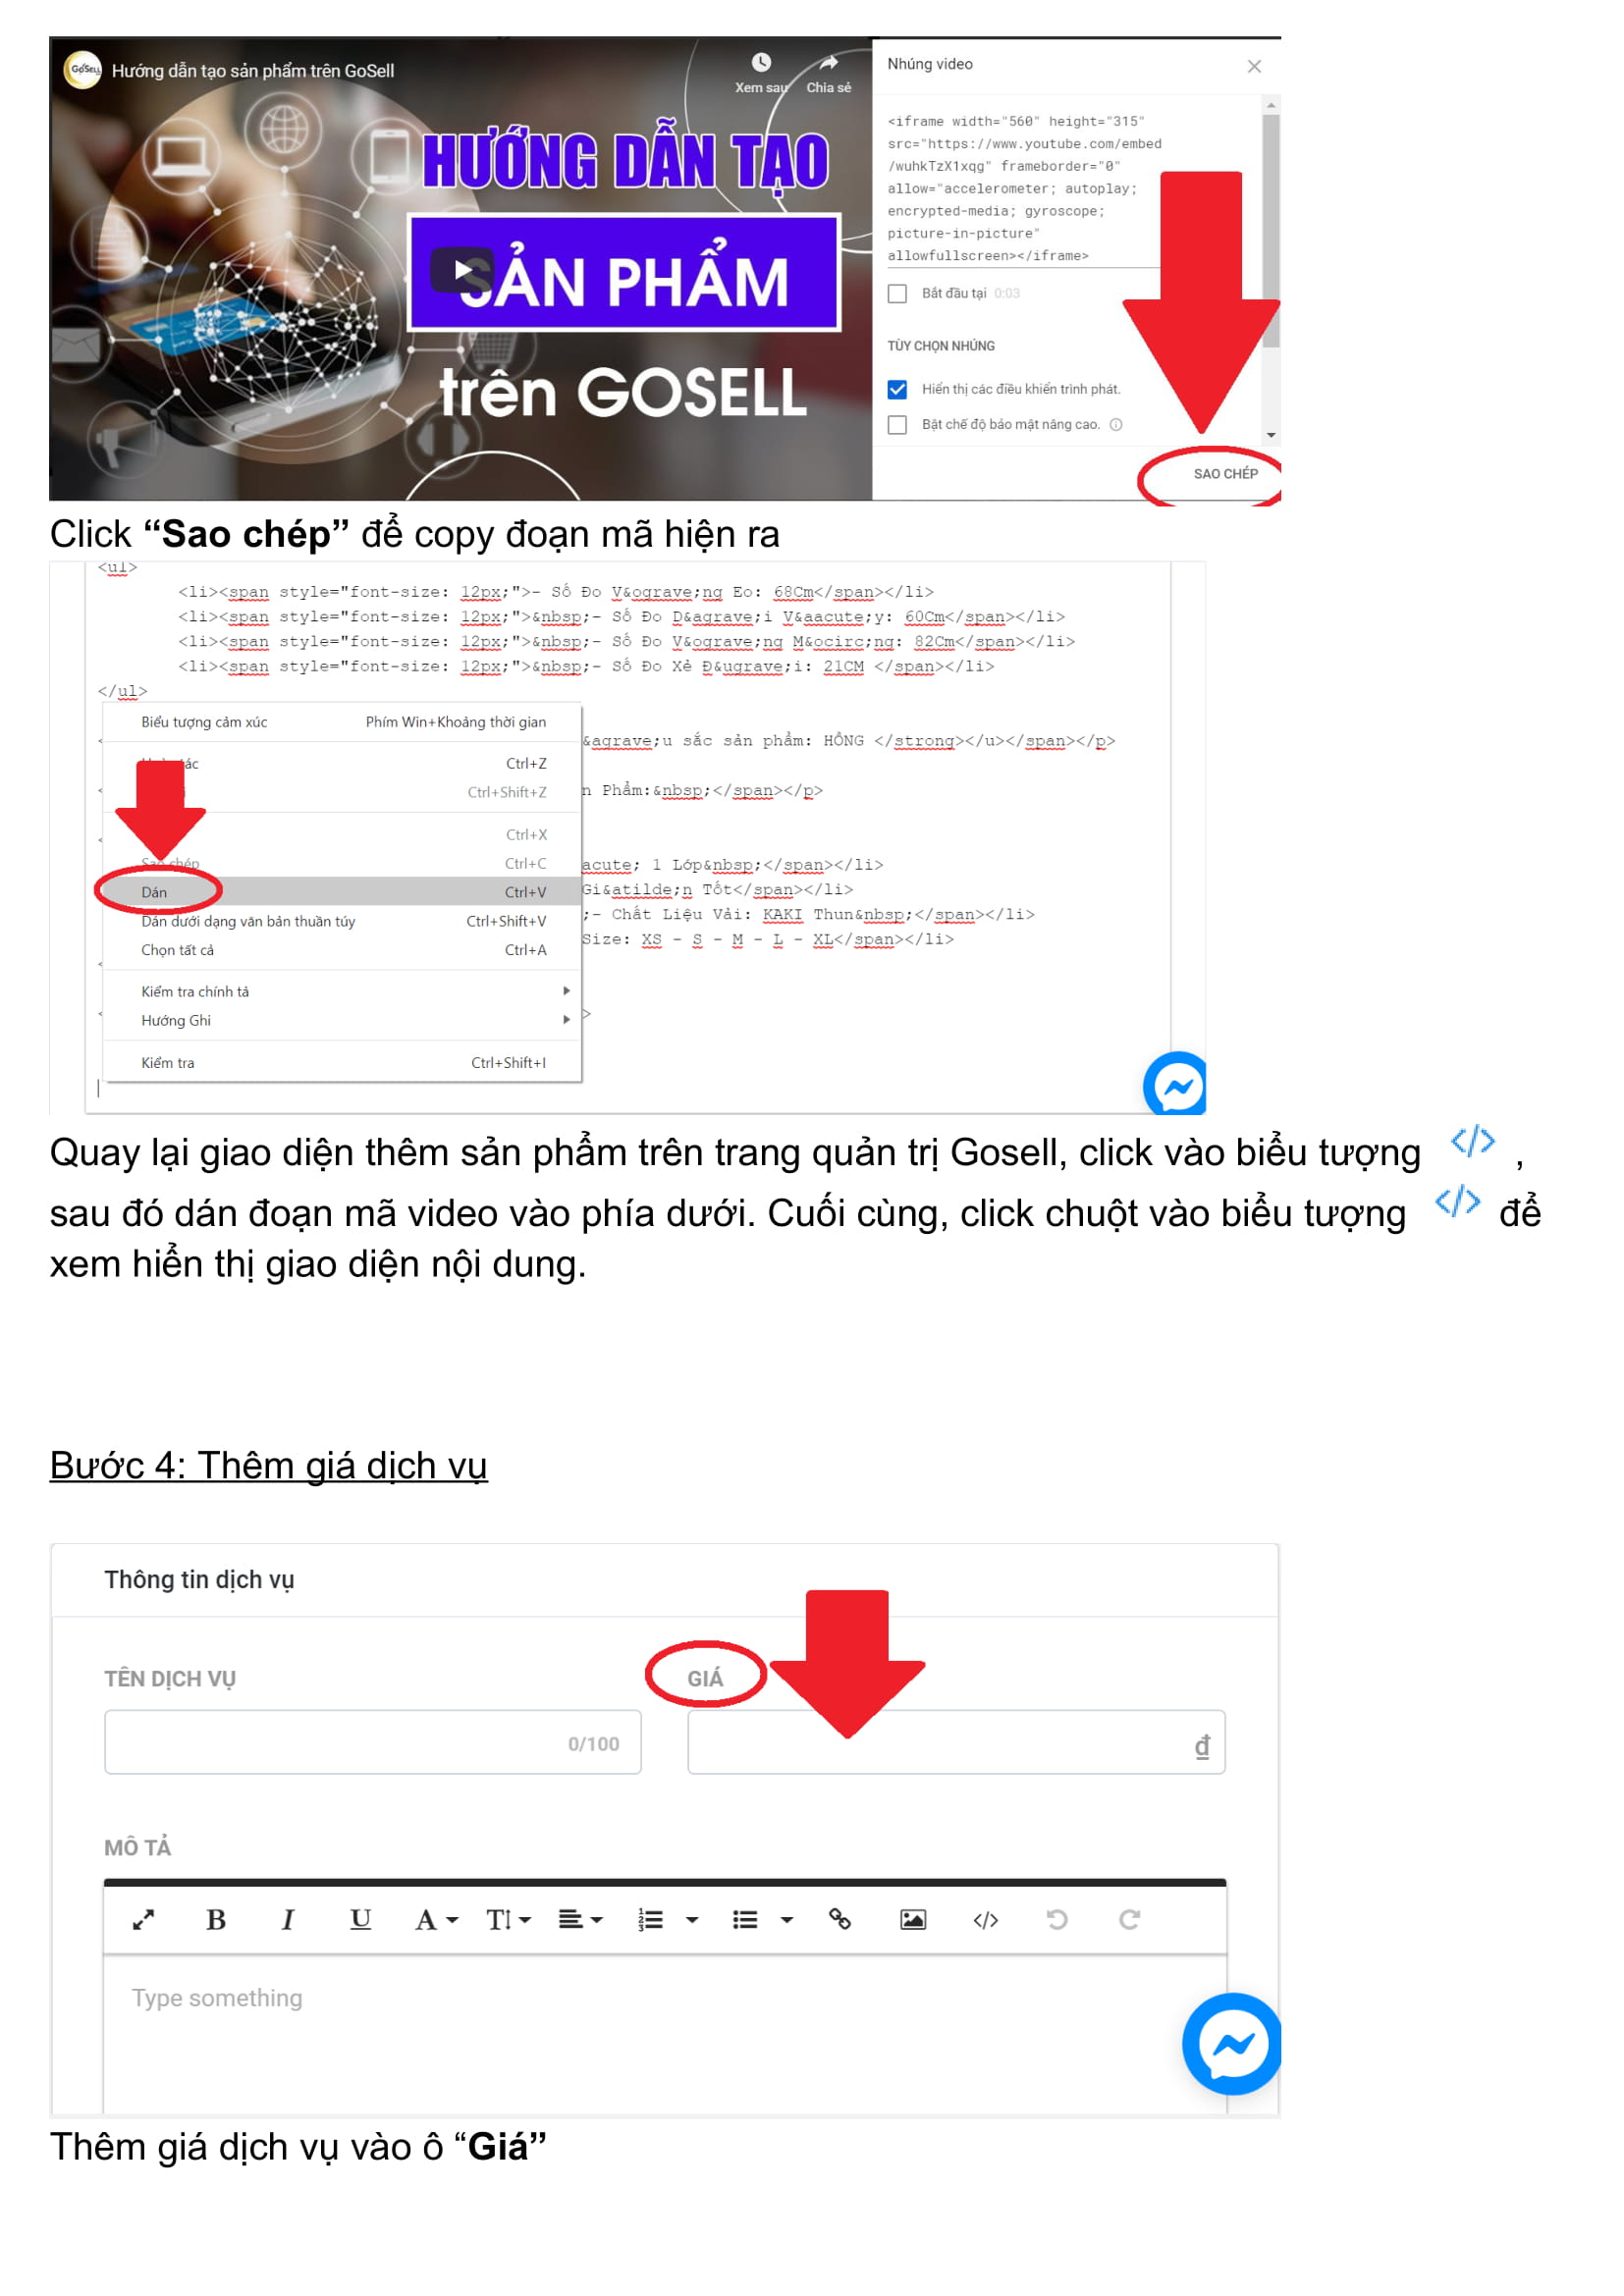 GoSELL
Hướng dẫn tạo sản phẩm trên GoSell
Xem sau
Chia sẻ
HƯỚNG DẪN TẠO
SẢN PHẨM
trên GOSELL
Nhúng video
<iframe width="560" height="315"
src="https://www.youtube.com/embed
/wuhkTzX1xqg" frameborder="0"
allow="accelerometer; autoplay;
encrypted-media; gyroscope;
picture-in-picture"
allowfullscreen></iframe>
Bắt đầu tại 0:03
TÙY CHỌN NHÚNG
Hiển thị các điều khiển trình phát.
Bật chế độ bảo mật nâng cao.
SAO CHÉP
Click “Sao chép” để copy đoạn mã hiện ra
<ul>
<li><span style="font-size: 12px;">- Số Đo V&ograve;ng Eo: 68Cm</span></li>
<li><span style="font-size: 12px;">&nbsp;- Số Đo D&agrave;i V&aacute;y: 60Cm</span></li>
<li><span style="font-size: 12px;">&nbsp;- Số Đo V&ograve;ng M&ocirc;ng: 82Cm</span></li>
<li><span style="font-size: 12px;">&nbsp;- Số Đo Xẻ Đ&ugrave;i: 21CM </span></li>
</ul>
Biểu tượng cảm xúc Phím Win+Khoảng thời gian
&agrave;u sắc sản phẩm: HỒNG </strong></u></span></p>
ác Ctrl+Z
Ctrl+Shift+Z
n Phẩm:&nbsp;</span></p>
Ctrl+X
Sao chép Ctrl+C
acute; 1 Lớp&nbsp;</span></li>
Dán Ctrl+V
Gi&atilde;n Tốt</span></li>
Dán dưới dạng văn bản thuần túy Ctrl+Shift+V
;- Chất Liệu Vải: KAKI Thun&nbsp;</span></li>
Chọn tất cả Ctrl+A
Size: XS - S - M - L - XL</span></li>
Kiểm tra chính tả
Hướng Ghi
>
Kiểm tra Ctrl+Shift+I
Quay lại giao diện thêm sản phẩm trên trang quản trị Gosell, click vào biểu tượng </> ,
sau đó dán đoạn mã video vào phía dưới. Cuối cùng, click chuột vào biểu tượng </> để
xem hiển thị giao diện nội dung.
Bước 4: Thêm giá dịch vụ
Thông tin dịch vụ
TÊN DỊCH VỤ
GIÁ
0/100
đ
MÔ TẢ
B I U A T </>
Type something
Thêm giá dịch vụ vào ô “Giá”